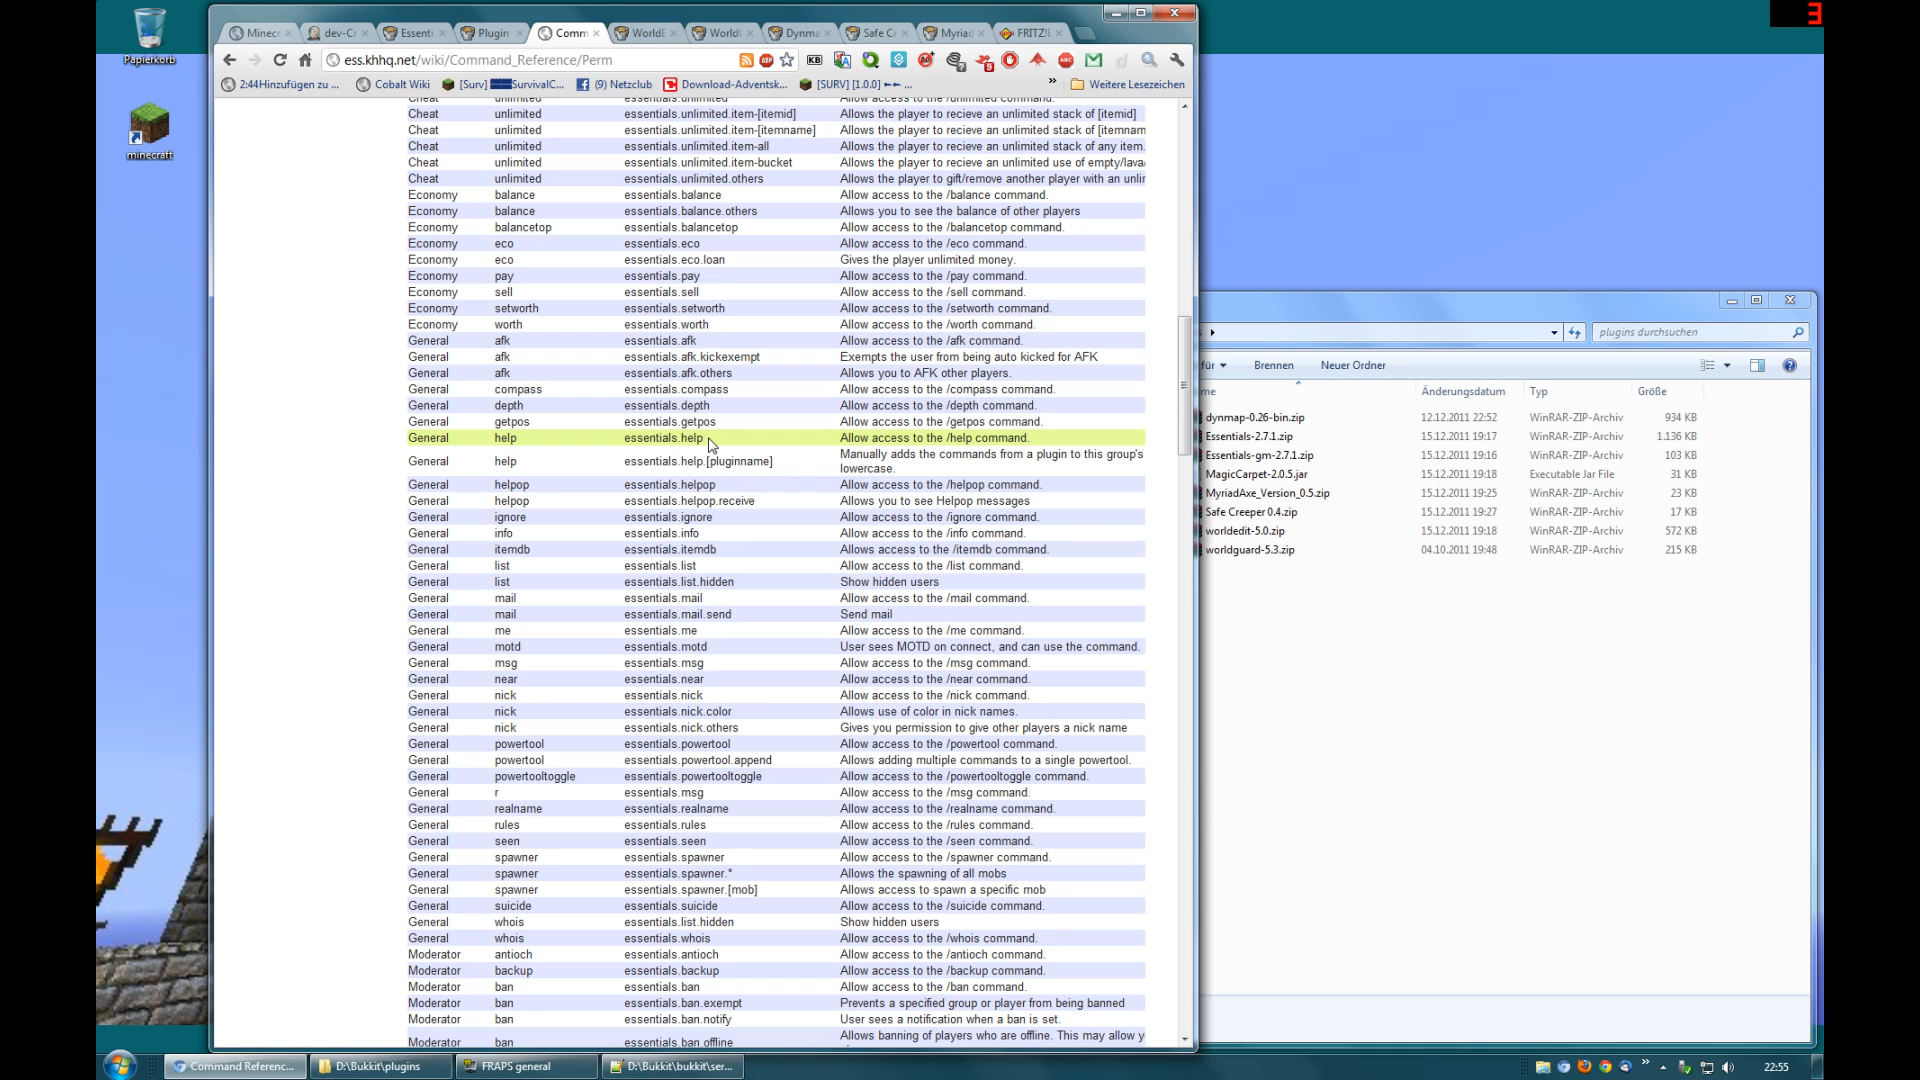 3
Papierkorb
minecraft
Minecr
dev-Cr
Essenti
Plugin
Comm
WorldE
World
Dynma
Safe Cr
Myriad
FRITZ!
ess.khhq.net/wiki/Command_Reference/Perm
2:44Hinzufügen zu ...
Cobalt Wiki
[Surv]
SurvivalC...
(9) Netzclub
Download-Adventsk...
[SURV] [1.0.0] ►─► ...
Weitere Lesezeichen
Cheat unlimited essentials.unlimited Allow access to the /unlimited command.
Cheat unlimited essentials.unlimited.item-[itemid] Allows the player to recieve an unlimited stack of [itemid]
Cheat unlimited essentials.unlimited.item-[itemname] Allows the player to recieve an unlimited stack of [itemnam
Cheat unlimited essentials.unlimited.item-all Allows the player to recieve an unlimited stack of any item.
Cheat unlimited essentials.unlimited.item-bucket Allows the player to recieve an unlimited use of empty/lava/
Cheat unlimited essentials.unlimited.others Allows the player to gift/remove another player with an unlir
Economy balance essentials.balance Allow access to the /balance command.
Economy balance essentials.balance.others Allows you to see the balance of other players
Economy balancetop essentials.balancetop Allow access to the /balancetop command.
Economy eco essentials.eco Allow access to the /eco command.
Economy eco essentials.eco.loan Gives the player unlimited money.
Economy pay essentials.pay Allow access to the /pay command.
Economy sell essentials.sell Allow access to the /sell command.
Economy setworth essentials.setworth Allow access to the /setworth command.
Economy worth essentials.worth Allow access to the /worth command.
General afk essentials.afk Allow access to the /afk command.
General afk essentials.afk.kickexempt Exempts the user from being auto kicked for AFK
General afk essentials.afk.others Allows you to AFK other players.
General compass essentials.compass Allow access to the /compass command.
General depth essentials.depth Allow access to the /depth command.
General getpos essentials.getpos Allow access to the /getpos command.
General help essentials.help Allow access to the /help command.
General help essentials.help.[pluginname] Manually adds the commands from a plugin to this group's
lowercase.
General helpop essentials.helpop Allow access to the /helpop command.
General helpop essentials.helpop.receive Allows you to see Helpop messages
General ignore essentials.ignore Allow access to the /ignore command.
General info essentials.info Allow access to the /info command.
General itemdb essentials.itemdb Allows access to the /itemdb command.
General list essentials.list Allow access to the /list command.
General list essentials.list.hidden Show hidden users
General mail essentials.mail Allow access to the /mail command.
General mail essentials.mail.send Send mail
General me essentials.me Allow access to the /me command.
General motd essentials.motd User sees MOTD on connect, and can use the command.
General msg essentials.msg Allow access to the /msg command.
General near essentials.near Allow access to the /near command.
General nick essentials.nick Allow access to the /nick command.
General nick essentials.nick.color Allows use of color in nick names.
General nick essentials.nick.others Gives you permission to give other players a nick name
General powertool essentials.powertool Allow access to the /powertool command.
General powertool essentials.powertool.append Allows adding multiple commands to a single powertool.
General powertooltoggle essentials.powertooltoggle Allow access to the /powertooltoggle command.
General r essentials.msg Allow access to the /msg command.
General realname essentials.realname Allow access to the /realname command.
General rules essentials.rules Allow access to the /rules command.
General seen essentials.seen Allow access to the /seen command.
General spawner essentials.spawner Allow access to the /spawner command.
General spawner essentials.spawner.* Allows the spawning of all mobs
General spawner essentials.spawner.[mob] Allows access to spawn a specific mob
General suicide essentials.suicide Allow access to the /suicide command.
General whois essentials.list.hidden Show hidden users
General whois essentials.whois Allow access to the /whois command.
Moderator antioch essentials.antioch Allow access to the /antioch command.
Moderator backup essentials.backup Allow access to the /backup command.
Moderator ban essentials.ban Allow access to the /ban command.
Moderator ban essentials.ban.exempt Prevents a specified group or player from being banned
Moderator ban essentials.ban.notify User sees a notification when a ban is set.
Moderator ban essentials.ban.offline Allows banning of players who are offline. This may allow y
plugins durchsuchen
für Brennen Neuer Ordner
me Änderungsdatum Typ Größe
dynmap-0.26-bin.zip 12.12.2011 22:52 WinRAR-ZIP-Archiv 934 KB
Essentials-2.7.1.zip 15.12.2011 19:17 WinRAR-ZIP-Archiv 1.136 KB
Essentials-gm-2.7.1.zip 15.12.2011 19:16 WinRAR-ZIP-Archiv 103 KB
MagicCarpet-2.0.5.jar 15.12.2011 19:18 Executable Jar File 31 KB
MyriadAxe_Version_0.5.zip 15.12.2011 19:25 WinRAR-ZIP-Archiv 23 KB
Safe Creeper 0.4.zip 15.12.2011 19:27 WinRAR-ZIP-Archiv 17 KB
worldedit-5.0.zip 15.12.2011 19:18 WinRAR-ZIP-Archiv 572 KB
worldguard-5.3.zip 04.10.2011 19:48 WinRAR-ZIP-Archiv 215 KB
Command Referenc...
D:\Bukkit\plugins
FRAPS general
D:\Bukkit\bukkit\ser...
22:55